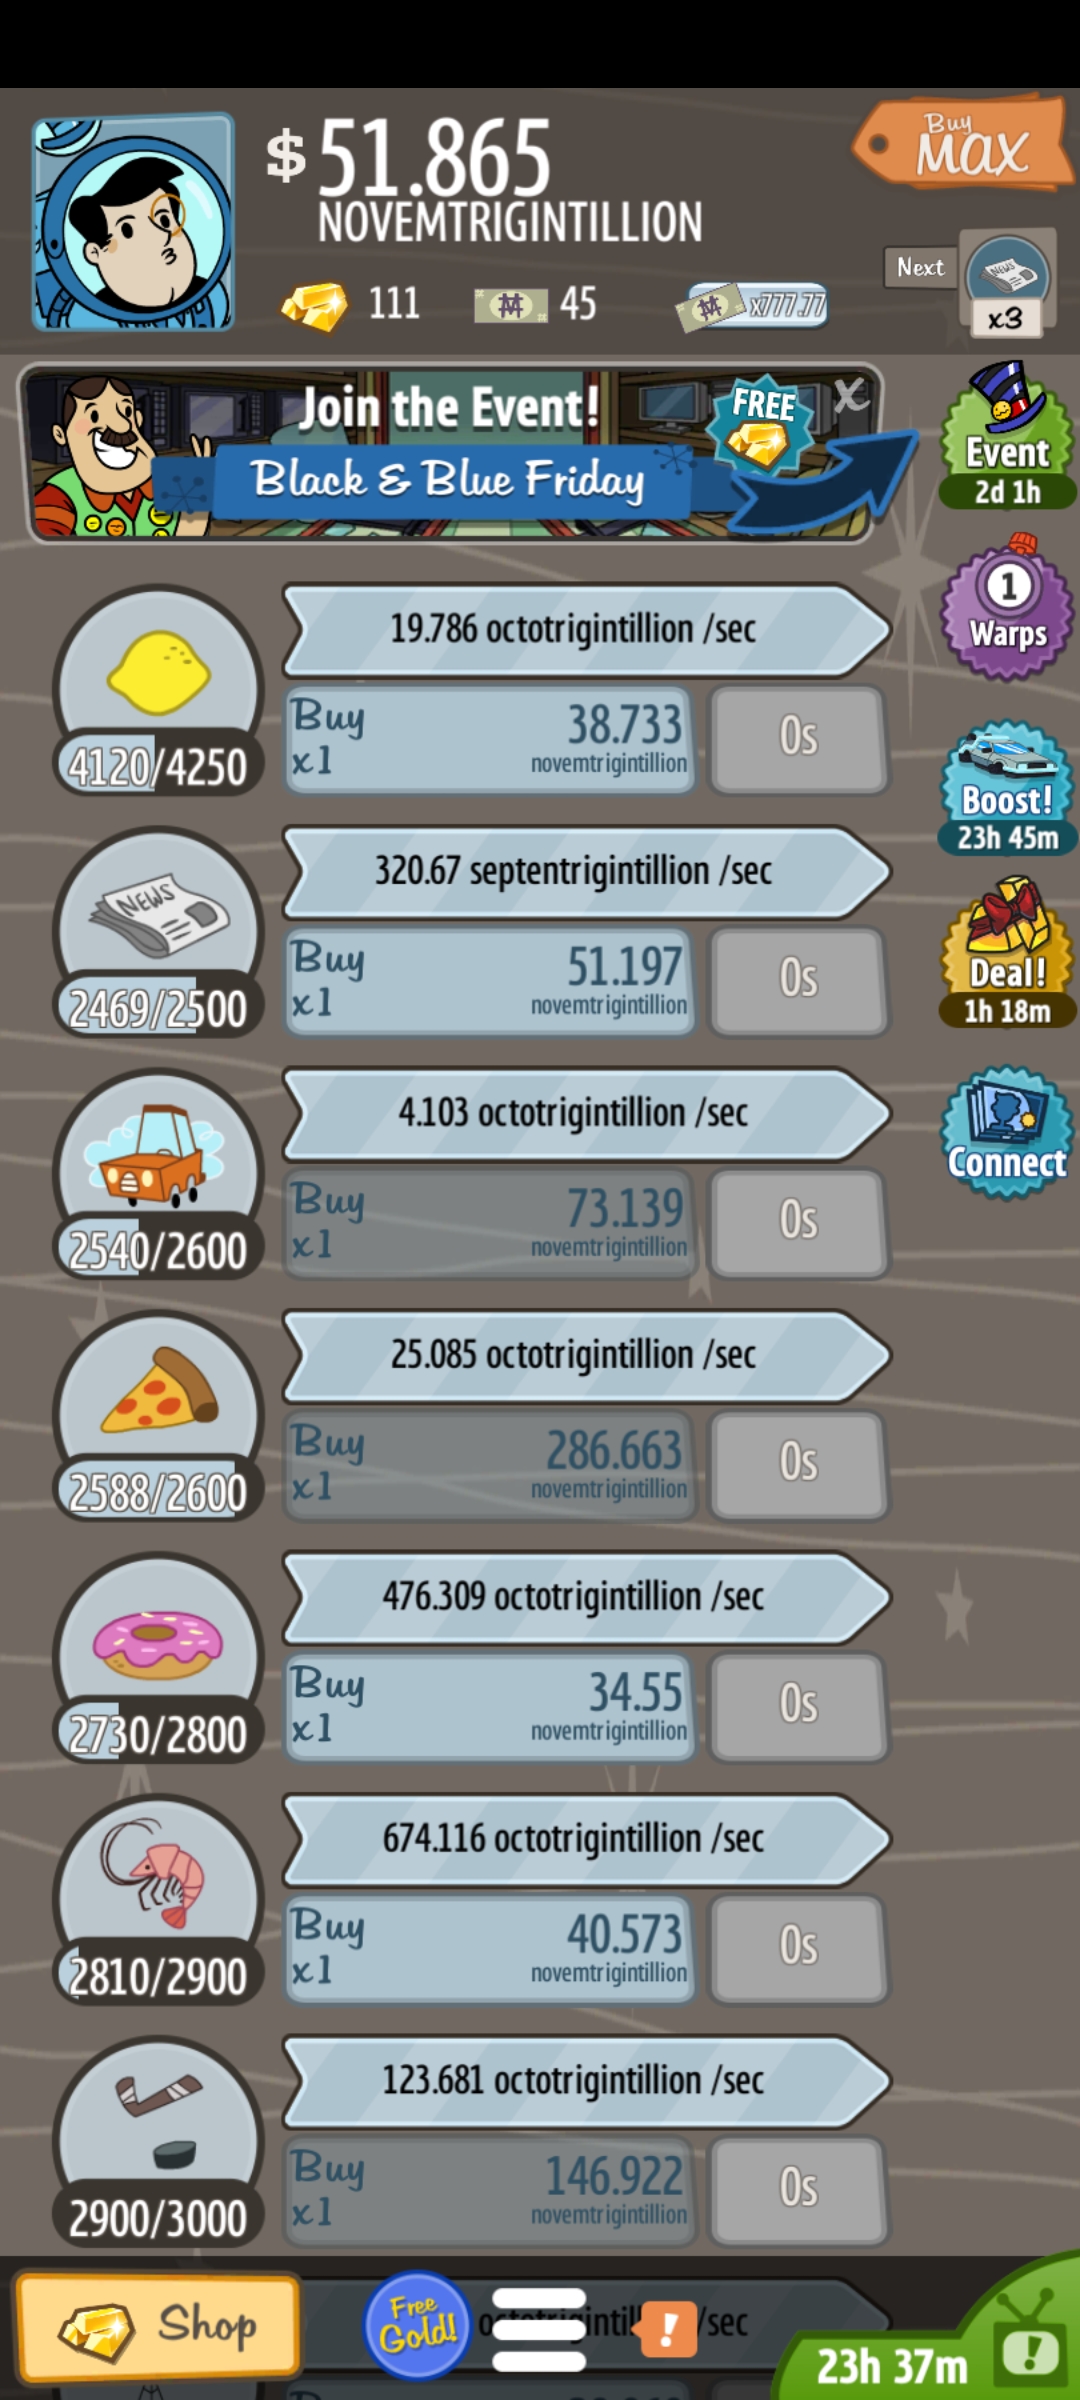 $51.865
NOVEMTRIGINTILLION
Buy
MAX
111
45
x777.77
Next
x3
Join the Event!
FREE
X
Black & Blue Friday
Event
2d 1h
19.786 octotrigintillion /sec
Buy
x1
38.733
novemtrigintillion
0s
4120/4250
1
Warps
320.67 septentrigintillion /sec
NEWS
Buy
x1
51.197
novemtrigintillion
0s
2469/2500
Boost!
23h 45m
Deal!
1h 18m
4.103 octotrigintillion /sec
Buy
x1
73.139
novemtrigintillion
0s
2540/2600
Connect
25.085 octotrigintillion /sec
Buy
x1
286.663
novemtrigintillion
0s
2588/2600
476.309 octotrigintillion /sec
Buy
x1
34.55
novemtrigintillion
0s
2730/2800
674.116 octotrigintillion /sec
Buy
x1
40.573
novemtrigintillion
0s
2810/2900
123.681 octotrigintillion /sec
Buy
x1
146.922
novemtrigintillion
0s
2900/3000
Shop
Free
Gold!
!
/sec
!
23h 37m
Buy